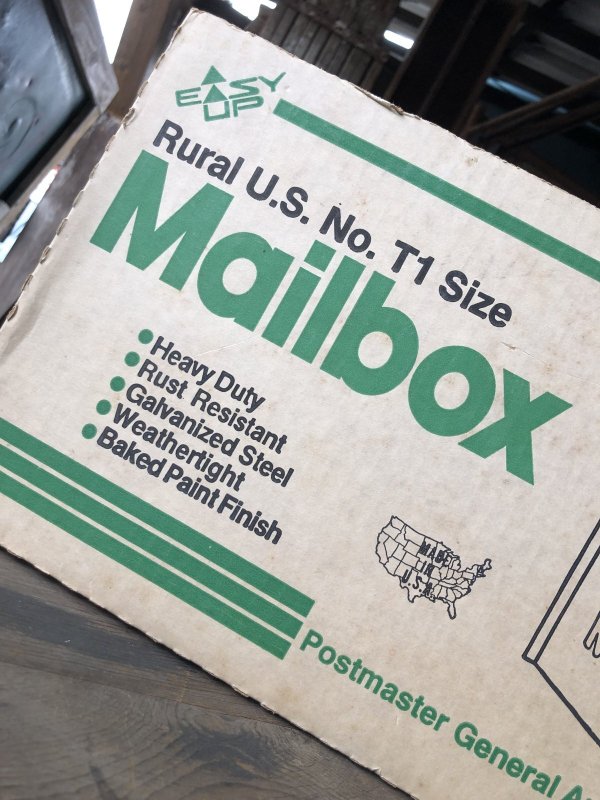 EASY
UP
Rural U.S. No. T1 Size
Mailbox
• Heavy Duty
• Rust Resistant
• Galvanized Steel
• Weathertight
• Baked Paint Finish
MADE
IN
U.S.A.
Postmaster General